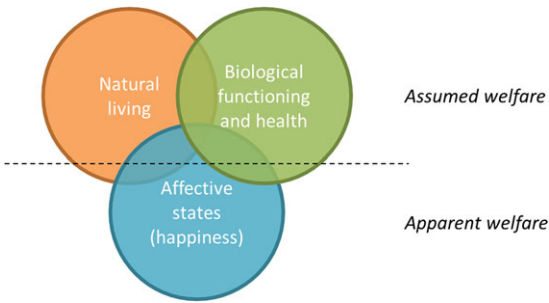 Natural
living
Biological
functioning
and health
Assumed welfare
Affective
states
(happiness)
Apparent welfare